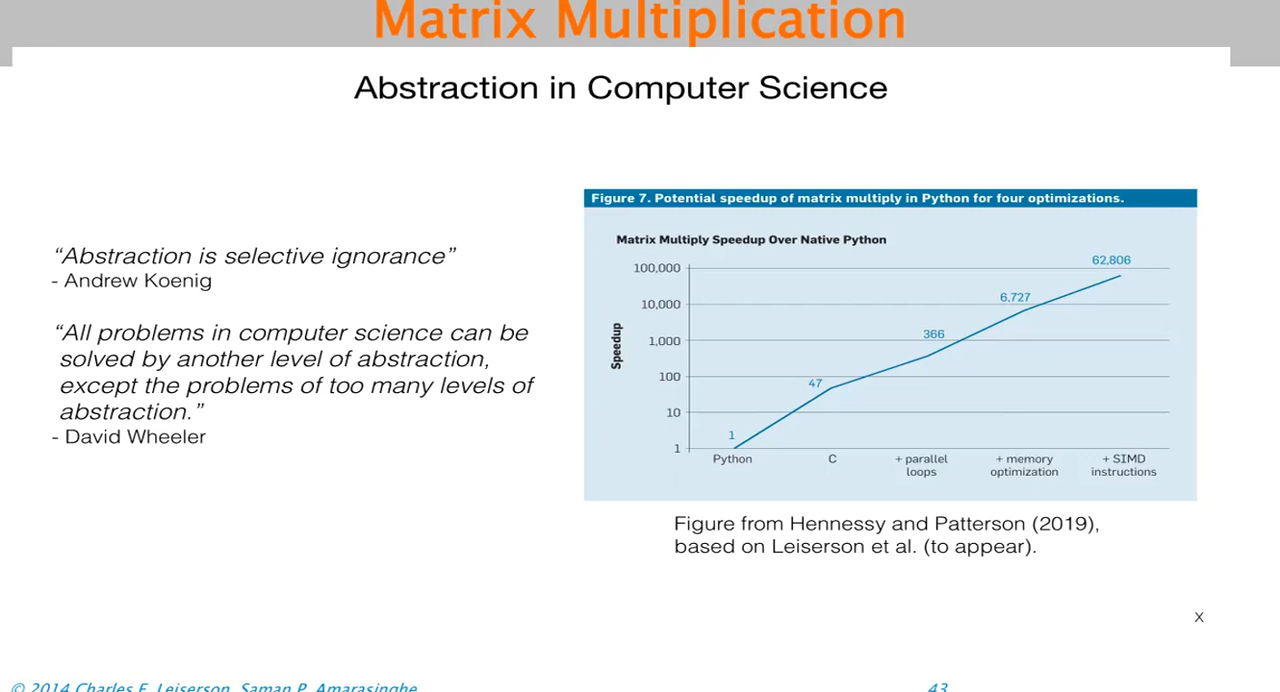 Matrix Multiplication
Abstraction in Computer Science
“Abstraction is selective ignorance”
- Andrew Koenig
“All problems in computer science can be
solved by another level of abstraction,
except the problems of too many levels of
abstraction.”
- David Wheeler
Figure 7. Potential speedup of matrix multiply in Python for four optimizations.
Matrix Multiply Speedup Over Native Python
Speedup
100,000
10,000
1,000
100
10
1
1
47
366
6,727
62,806
Python
C
+ parallel
loops
+ memory
optimization
+ SIMD
instructions
Figure from Hennessy and Patterson (2019),
based on Leiserson et al. (to appear).
X
© 2014 Charles E. Leiserson, Saman P. Amarasinghe
43